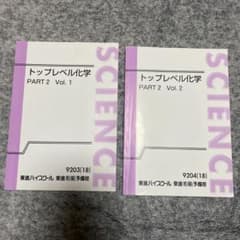 トップレベル化学
PART 2 Vol. 1
SCIENCE
9203(18)
東進ハイスクール 東進衛星予備校
トップレベル化学
PART 2 Vol. 2
SCIENCE
9204(18)
東進ハイスクール 東進衛星予備校